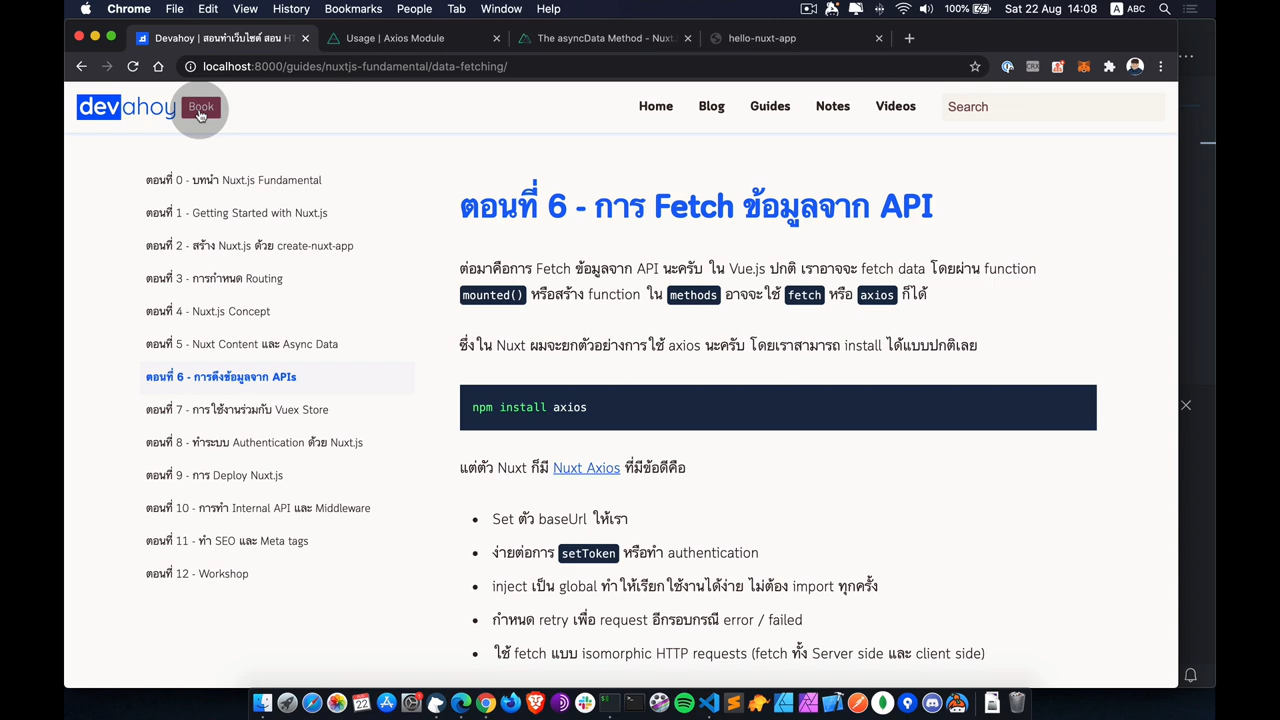 Chrome File Edit View History Bookmarks People Tab Window Help 100% Sat 22 Aug 14:08 A ABC
Devahoy | สอนทำเว็บไซต์ สอน HT Usage | Axios Module The asyncData Method - Nuxt. hello-nuxt-app
localhost:8000/guides/nuxtjs-fundamental/data-fetching/
devahoy Book Home Blog Guides Notes Videos Search
ตอนที่ 0 - บทนำ Nuxt.js Fundamental
ตอนที่ 1 - Getting Started with Nuxt.js
ตอนที่ 2 - สร้าง Nuxt.js ด้วย create-nuxt-app
ตอนที่ 3 - การกำหนด Routing
ตอนที่ 4 - Nuxt.js Concept
ตอนที่ 5 - Nuxt Content และ Async Data
ตอนที่ 6 - การดึงข้อมูลจาก APIs
ตอนที่ 7 - การใช้งานร่วมกับ Vuex Store
ตอนที่ 8 - ทำระบบ Authentication ด้วย Nuxt.js
ตอนที่ 9 - การ Deploy Nuxt.js
ตอนที่ 10 - การทำ Internal API และ Middleware
ตอนที่ 11 - ทำ SEO และ Meta tags
ตอนที่ 12 - Workshop
ตอนที่ 6 - การ Fetch ข้อมูลจาก API
ต่อมาคือการ Fetch ข้อมูลจาก API นะครับ ใน Vue.js ปกติ เราอาจจะ fetch data โดยผ่าน function
mounted() หรือสร้าง function ใน methods อาจจะใช้ fetch หรือ axios ก็ได้
ซึ่งใน Nuxt ผมจะยกตัวอย่างการใช้ axios นะครับ โดยเราสามารถ install ได้แบบปกติเลย
npm install axios
แต่ตัว Nuxt ก็มี Nuxt Axios ที่มีข้อดีคือ
Set ตัว baseUrl ให้เรา
ง่ายต่อการ setToken หรือทำ authentication
inject เป็น global ทำให้เรียกใช้งานได้ง่าย ไม่ต้อง import ทุกครั้ง
กำหนด retry เพื่อ request อีกรอบกรณี error / failed
ใช้ fetch แบบ isomorphic HTTP requests (fetch ทั้ง Server side และ client side)